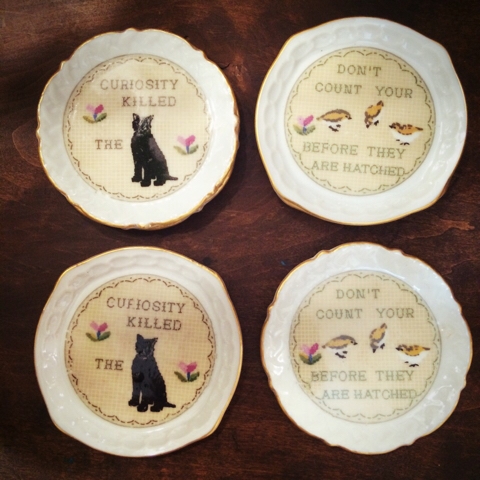 CURIOSITY
KILLED
THE
DON'T
COUNT YOUR
BEFORE THEY
ARE HATCHED
CURIOSITY
KILLED
THE
DON'T
COUNT YOUR
BEFORE THEY
ARE HATCHED